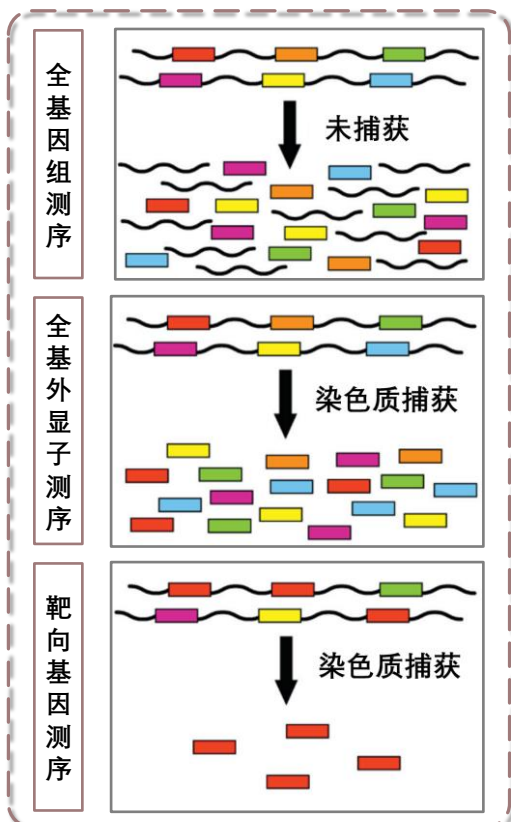 全基因组测序
未捕获
全基外显子测序
染色质捕获
靶向基因测序
染色质捕获